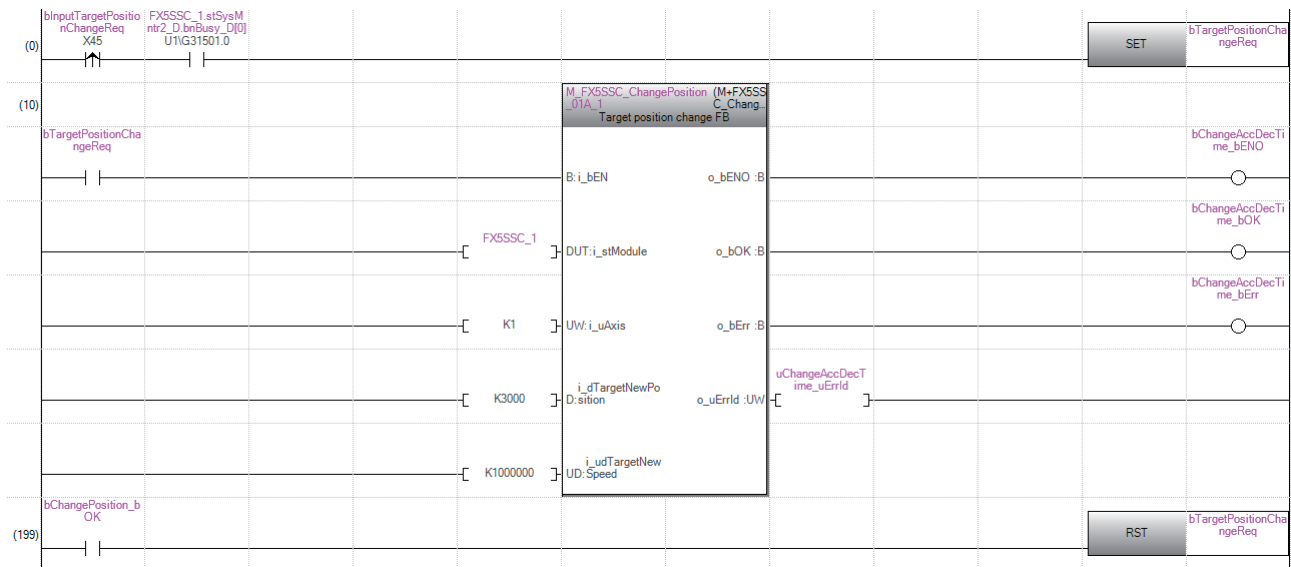 bInputTargetPositio
nChangeReq
X45
FX5SSC_1.stSysM
ntr2_D.bnBusy_D[0]
U1\G31501.0
(0)
SET
bTargetPositionCha
ngeReq
(10)
M_FX5SSC_ChangePosition
_01A_1
(M+FX5SS
C_Chang...
Target position change FB
bTargetPositionCha
ngeReq
B:i_bEN
o_bENO :B
bChangeAccDecTi
me_bENO
FX5SSC_1
DUT:i_stModule
o_bOK :B
bChangeAccDecTi
me_bOK
K1
UW:i_uAxis
o_bErr :B
bChangeAccDecTi
me_bErr
K3000
i_dTargetNewPo
D:sition
o_uErrId :UW
uChangeAccDecT
ime_uErrId
K1000000
i_udTargetNew
UD:Speed
bChangePosition_b
OK
(199)
RST
bTargetPositionCha
ngeReq